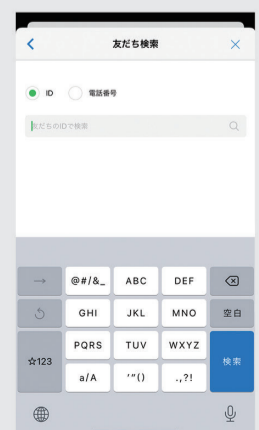 友だち検索
ID 電話番号
友だちのIDで検索
→ @#/&_ ABC DEF
GHI JKL MNO 空白
PQRS TUV WXYZ
☆123 検索
a/A '"() .,?!